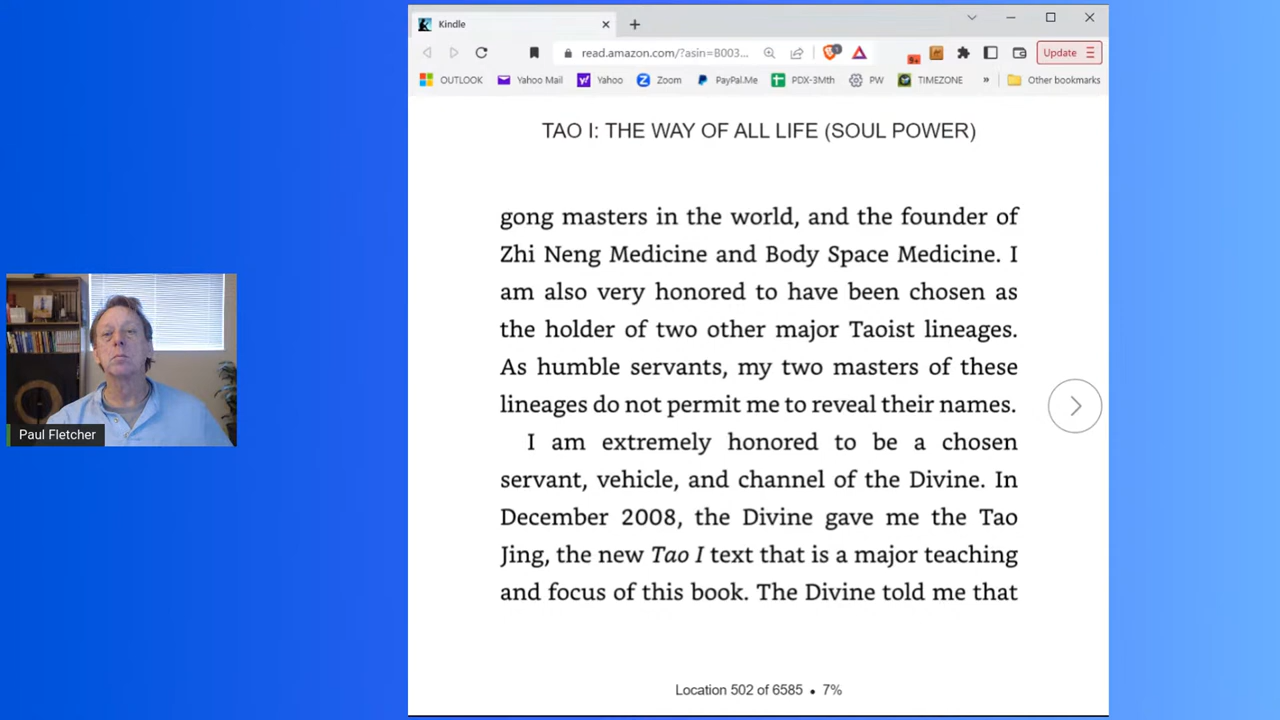 Kindle
read.amazon.com/?asin=B003...
Update
OUTLOOK
Yahoo Mail
Yahoo
Zoom
PayPal.Me
PDX-3Mth
PW
TIMEZONE
»
Other bookmarks
TAO I: THE WAY OF ALL LIFE (SOUL POWER)
gong masters in the world, and the founder of
Zhi Neng Medicine and Body Space Medicine. I
am also very honored to have been chosen as
the holder of two other major Taoist lineages.
As humble servants, my two masters of these
lineages do not permit me to reveal their names.
I am extremely honored to be a chosen
servant, vehicle, and channel of the Divine. In
December 2008, the Divine gave me the Tao
Jing, the new Tao I text that is a major teaching
and focus of this book. The Divine told me that
Location 502 of 6585 • 7%
Paul Fletcher